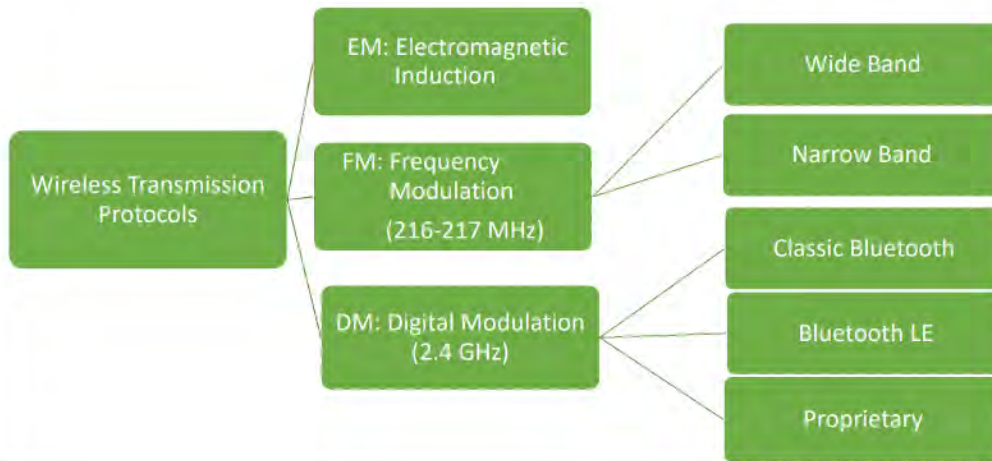 Wireless Transmission
Protocols
EM: Electromagnetic
Induction
FM: Frequency
Modulation
(216-217 MHz)
DM: Digital Modulation
(2.4 GHz)
Wide Band
Narrow Band
Classic Bluetooth
Bluetooth LE
Proprietary